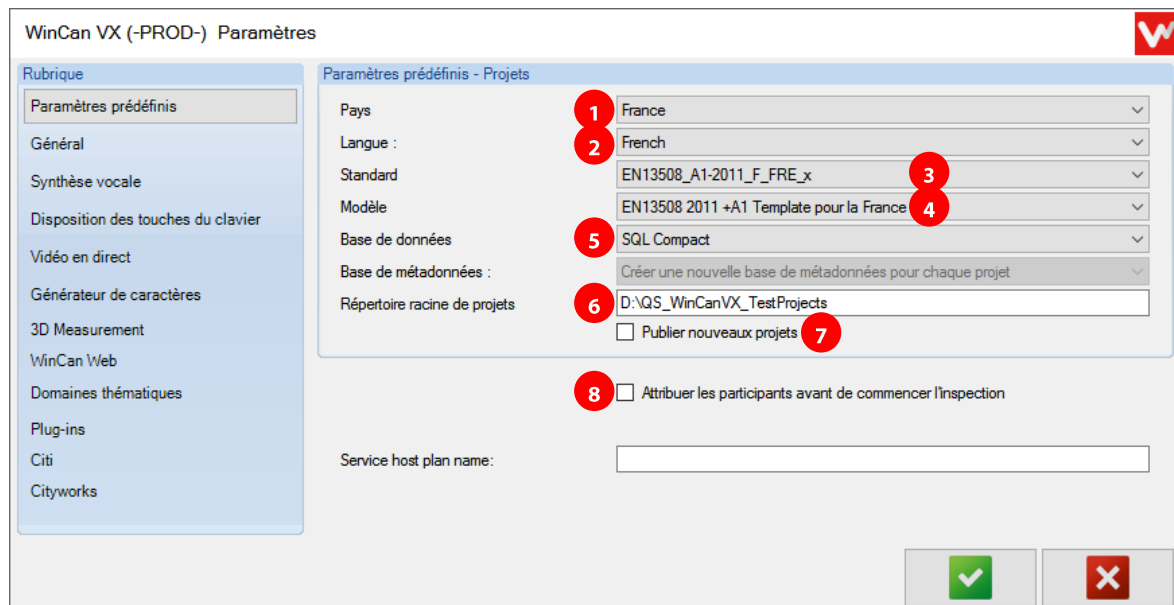 WinCan VX (-PROD-) Paramètres
Rubrique
Paramètres prédéfinis
Général
Synthèse vocale
Disposition des touches du clavier
Vidéo en direct
Générateur de caractères
3D Measurement
WinCan Web
Domaines thématiques
Plug-ins
Citi
Cityworks
Paramètres prédéfinis - Projets
Pays 1 France
Langue : 2 French
Standard EN13508_A1-2011_F_FRE_x 3
Modèle EN13508 2011 +A1 Template pour la France 4
Base de données 5 SQL Compact
Base de métadonnées : Créer une nouvelle base de métadonnées pour chaque projet
Répertoire racine de projets 6 D:\QS_WinCanVX_TestProjects
Publier nouveaux projets 7
8 Attribuer les participants avant de commencer l'inspection
Service host plan name: